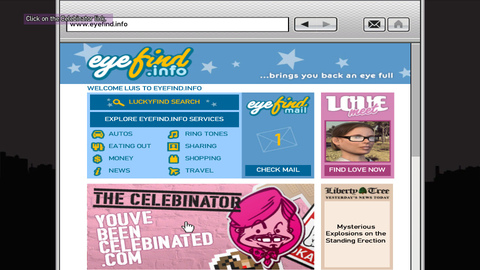 Click on the Celebinator link.
www.eyefind.info
eyefind
.info
...brings you back an eye full
WELCOME LUIS TO EYEFIND.INFO
LUCKYFIND SEARCH
EXPLORE EYEFIND.INFO SERVICES
AUTOS
RING TONES
EATING OUT
SHARING
MONEY
SHOPPING
NEWS
TRAVEL
eyefind
.mail
1
CHECK MAIL
LOVE
meet
FIND LOVE NOW
THE CELEBINATOR
YOUVE
BEEN
CELEBINATED
.COM
Liberty Tree
YESTERDAY'S NEWS TODAY
Mysterious
Explosions on the
Standing Erection